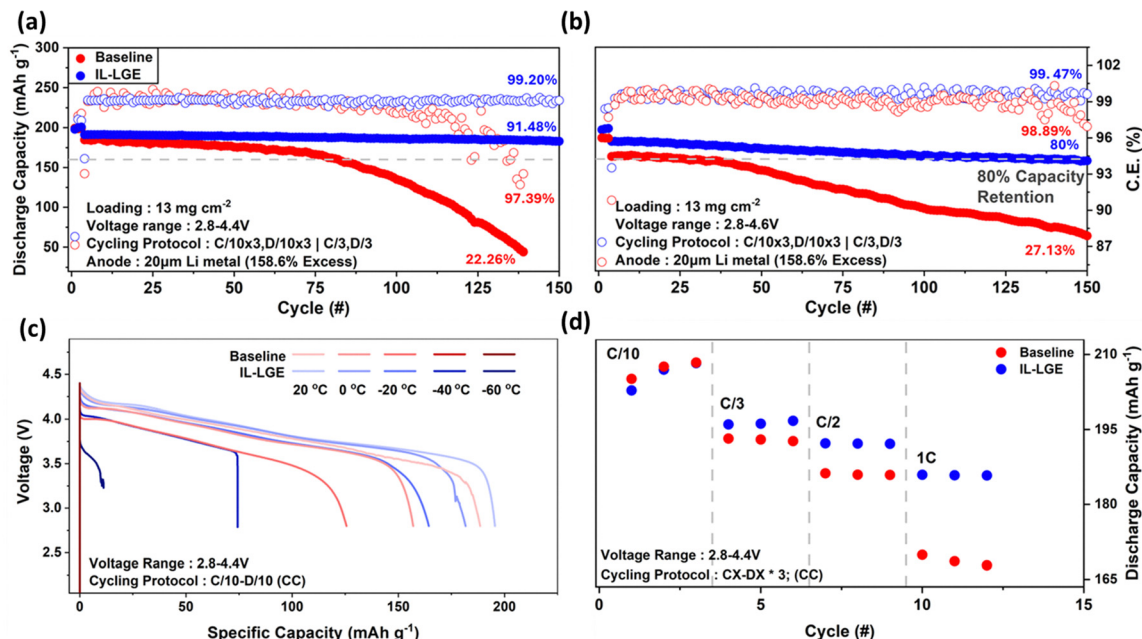 (a)
Baseline
IL-LGE
Discharge Capacity (mAh g⁻¹)
300
250
200
150
100
50
99.20%
91.48%
97.39%
22.26%
Loading : 13 mg cm⁻²
Voltage range : 2.8-4.4V
Cycling Protocol : C/10x3,D/10x3 | C/3,D/3
Anode : 20μm Li metal (158.6% Excess)
0 25 50 75 100 125 150
Cycle (#)
(b)
99.47%
98.89%
80%
80% Capacity
Retention
27.13%
Loading : 13 mg cm⁻²
Voltage range : 2.8-4.6V
Cycling Protocol : C/10x3,D/10x3 | C/3,D/3
Anode : 20μm Li metal (158.6% Excess)
102
99
96
93
90
87
C.E. (%)
0 25 50 75 100 125 150
Cycle (#)
(c)
Baseline
IL-LGE
20 ºC 0 ºC -20 ºC -40 ºC -60 ºC
Voltage (V)
4.5
4.0
3.5
3.0
2.5
Voltage Range : 2.8-4.4V
Cycling Protocol : C/10-D/10 (CC)
0 50 100 150 200
Specific Capacity (mAh g⁻¹)
(d)
Baseline
IL-LGE
C/10
C/3
C/2
1C
Voltage Range : 2.8-4.4V
Cycling Protocol : CX-DX * 3; (CC)
210
195
180
165
Discharge Capacity (mAh g⁻¹)
0 5 10 15
Cycle (#)